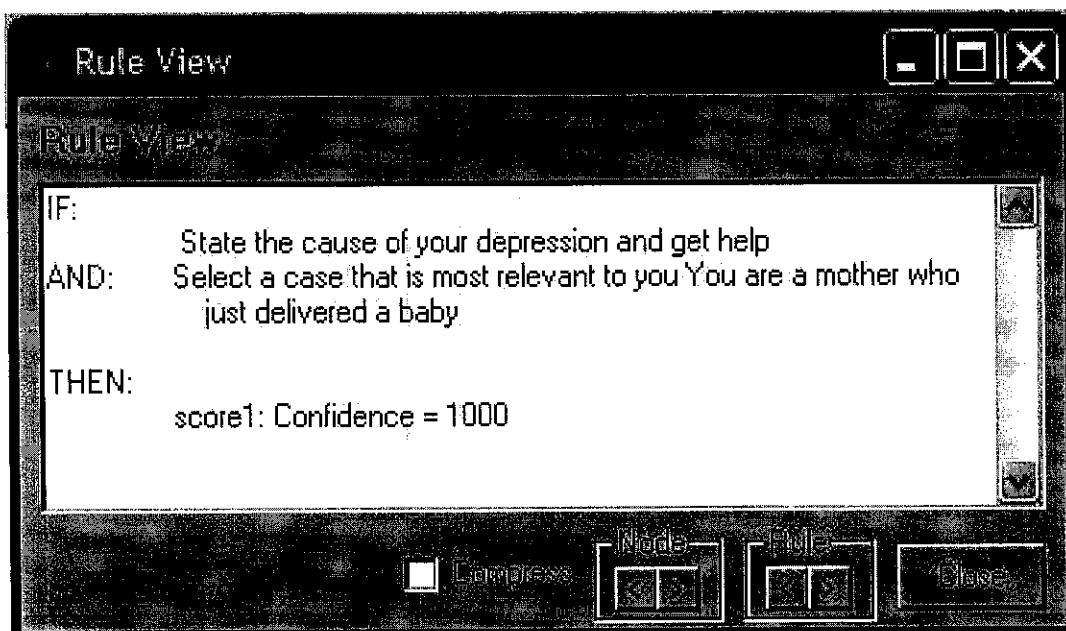 Rule View
Rule View
IF:
State the cause of your depression and get help
AND: Select a case that is most relevant to you You are a mother who
just delivered a baby
THEN:
score1: Confidence = 1000
Node
Rule
Compress
Close